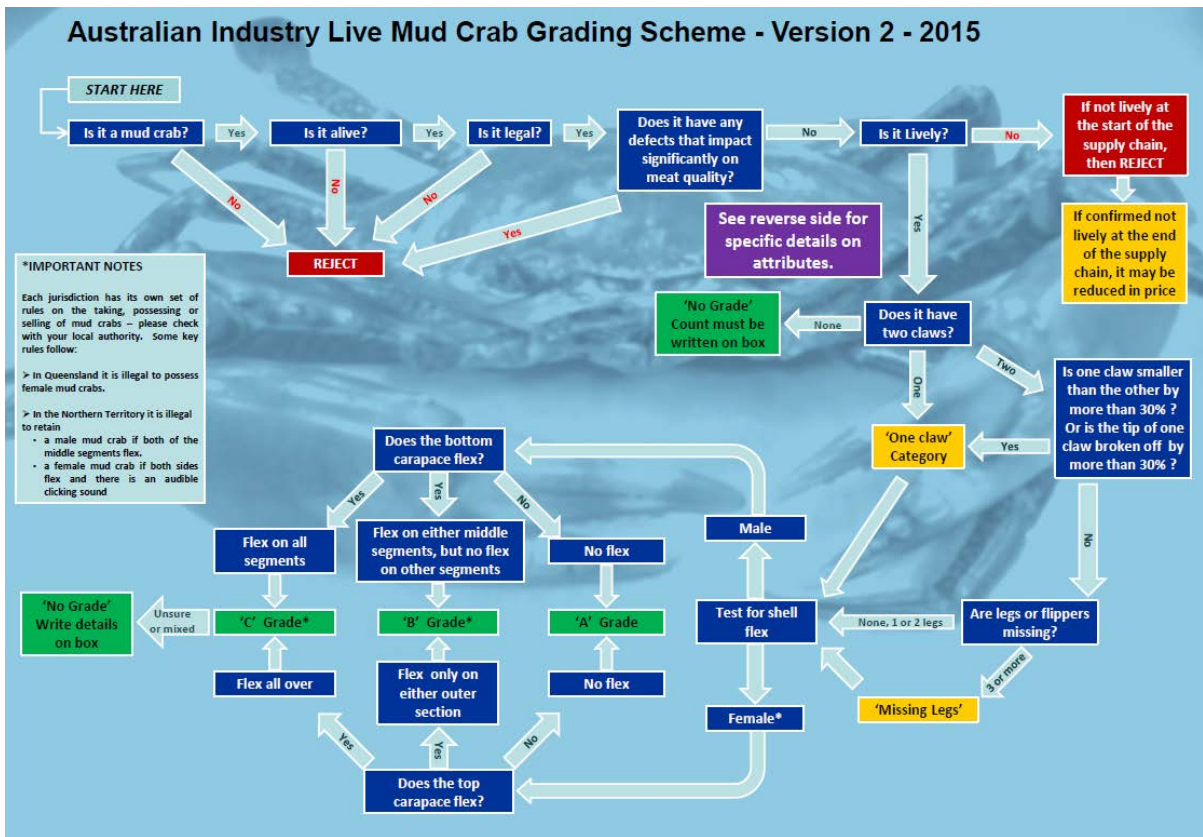 Australian Industry Live Mud Crab Grading Scheme - Version 2 - 2015
START HERE
Is it a mud crab?
Yes
Is it alive?
Yes
Is it legal?
Yes
Does it have any
defects that impact
significantly on
meat quality?
No
Is it Lively?
No
If not lively at
the start of the
supply chain,
then REJECT
No
No
No
Yes
REJECT
See reverse side for
specific details on
attributes.
Yes
If confirmed not
lively at the end
of the supply
chain, it may be
reduced in price
*IMPORTANT NOTES
Each jurisdiction has its own set of
rules on the taking, possessing or
selling of mud crabs – please check
with your local authority. Some key
rules follow:
➢ In Queensland it is illegal to possess
female mud crabs.
➢ In the Northern Territory it is illegal
to retain
• a male mud crab if both of the
middle segments flex.
• a female mud crab if both sides
flex and there is an audible
clicking sound
‘No Grade’
Count must be
written on box
None
Does it have
two claws?
One
Two
Is one claw smaller
than the other by
more than 30% ?
Or is the tip of one
claw broken off by
more than 30% ?
Yes
‘One claw’
Category
No
Does the bottom
carapace flex?
Yes
Yes
No
Male
Flex on all
segments
Flex on either middle
segments, but no flex
on other segments
No flex
‘No Grade’
Write details
on box
Unsure
or mixed
‘C’ Grade*
‘B’ Grade*
‘A’ Grade
Test for shell
flex
None, 1 or 2 legs
Are legs or flippers
missing?
3 or more
‘Missing Legs’
Flex all over
Flex only on
either outer
section
No flex
Female*
Yes
Yes
No
Does the top
carapace flex?